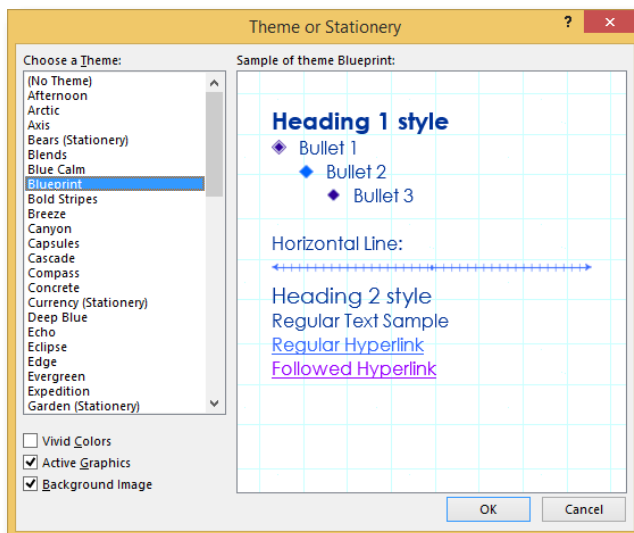 Theme or Stationery
?
×
Choose a Theme:
(No Theme)
Afternoon
Arctic
Axis
Bears (Stationery)
Blends
Blue Calm
Blueprint
Bold Stripes
Breeze
Canyon
Capsules
Cascade
Compass
Concrete
Currency (Stationery)
Deep Blue
Echo
Eclipse
Edge
Evergreen
Expedition
Garden (Stationery)
Vivid Colors
Active Graphics
Background Image
Sample of theme Blueprint:
Heading 1 style
Bullet 1
Bullet 2
Bullet 3
Horizontal Line:
Heading 2 style
Regular Text Sample
Regular Hyperlink
Followed Hyperlink
OK
Cancel